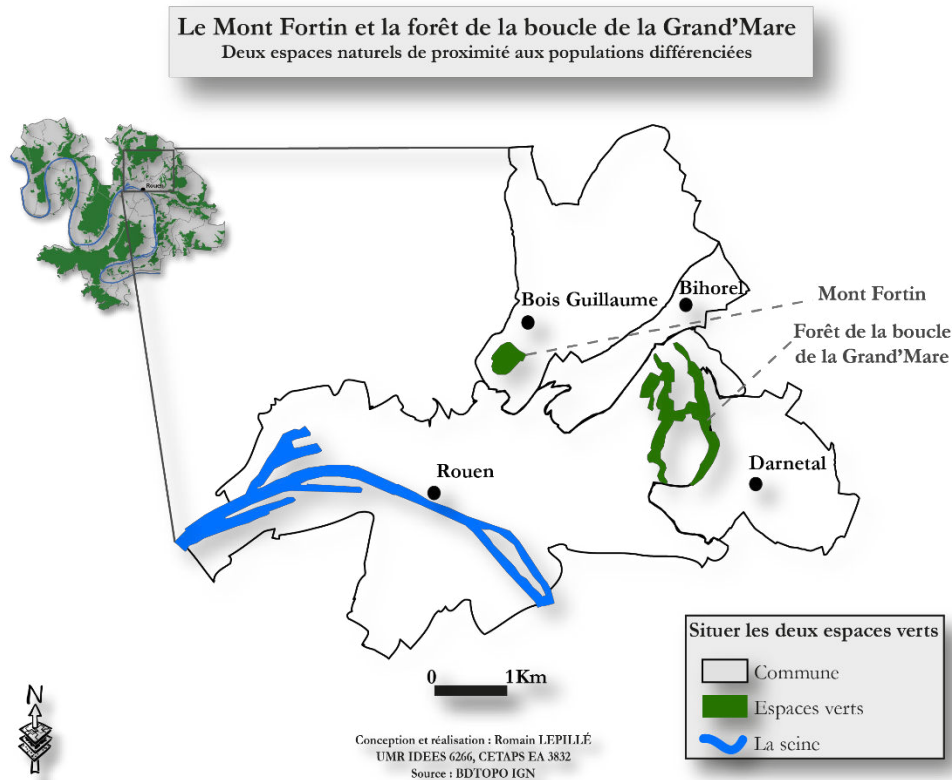 Le Mont Fortin et la forêt de la boucle de la Grand’Mare
Deux espaces naturels de proximité aux populations différenciées
Rouen
Bois Guillaume
Bihorel
Mont Fortin
Forêt de la boucle
de la Grand’Mare
Rouen
Darnetal
Situer les deux espaces verts
Commune
Espaces verts
La seine
0 1Km
N
Conception et réalisation : Romain LEPILLÉ
UMR IDEES 6266, CETAPS EA 3832
Source : BDTOPO IGN